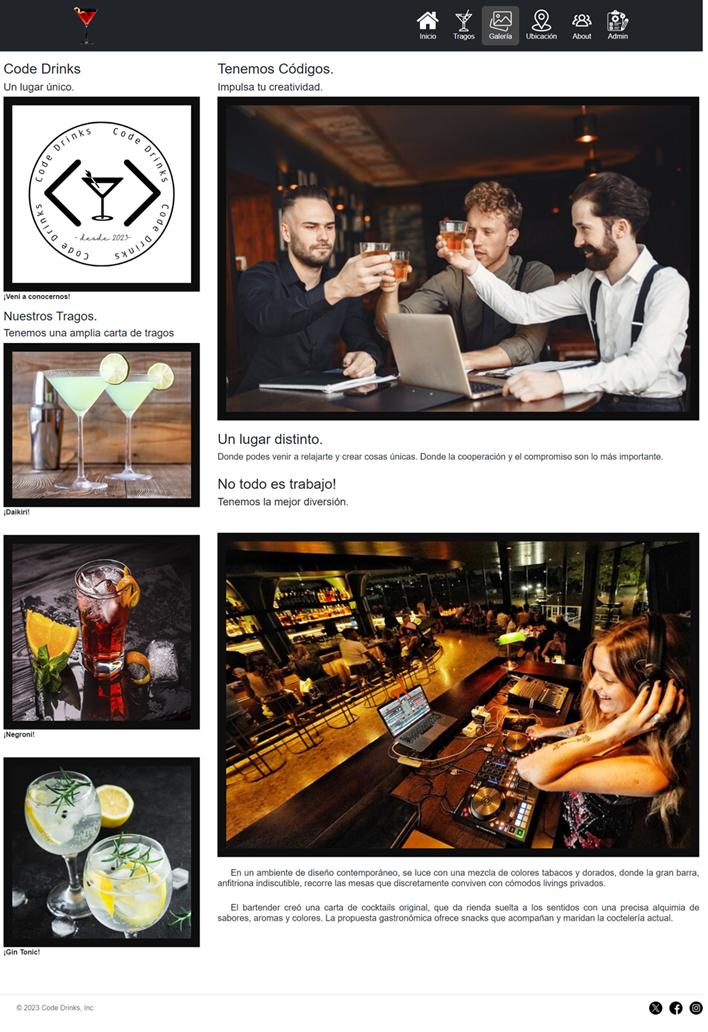 Inicio
Tragos
Galería
Ubicación
About
Admin
Code Drinks
Un lugar único.
Code Drinks
Code Drinks
Code Drinks
Code Drinks
- desde 2023-
¡Vení a conocernos!
Nuestros Tragos.
Tenemos una amplia carta de tragos
¡Daikiri!
¡Negroni!
¡Gin Tonic!
Tenemos Códigos.
Impulsa tu creatividad.
Un lugar distinto.
Donde podes venir a relajarte y crear cosas únicas. Donde la cooperación y el compromiso son lo más importante.
No todo es trabajo!
Tenemos la mejor diversión.
En un ambiente de diseño contemporáneo, se luce con una mezcla de colores tabacos y dorados, donde la gran barra,
anfitriona indiscutible, recorre las mesas que discretamente conviven con cómodos livings privados.
El bartender creó una carta de cocktails original, que da rienda suelta a los sentidos con una precisa alquimia de
sabores, aromas y colores. La propuesta gastronómica ofrece snacks que acompañan y maridan la coctelería actual.
© 2023 Code Drinks, Inc